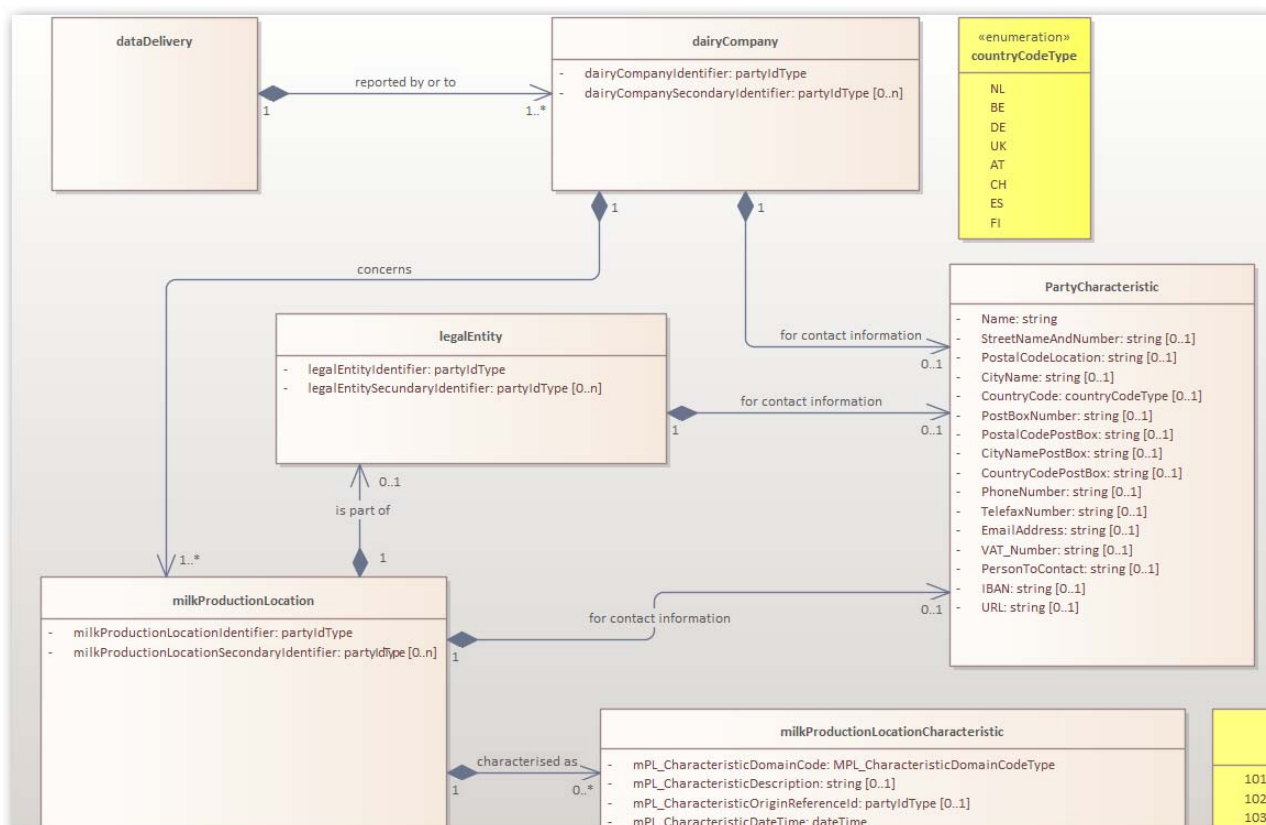 dataDelivery
reported by or to
1
1..*
dairyCompany
- dairyCompanyIdentifier: partyIdType
- dairyCompanySecondaryIdentifier: partyIdType [0..n]
«enumeration»
countryCodeType
NL
BE
DE
UK
AT
CH
ES
FI
1
1
concerns
1..*
for contact information
0..1
legalEntity
- legalEntityIdentifier: partyIdType
- legalEntitySecundaryIdentifier: partyIdType [0..n]
for contact information
1
0..1
PartyCharacteristic
- Name: string
- StreetNameAndNumber: string [0..1]
- PostalCodeLocation: string [0..1]
- CityName: string [0..1]
- CountryCode: countryCodeType [0..1]
- PostBoxNumber: string [0..1]
- PostalCodePostBox: string [0..1]
- CityNamePostBox: string [0..1]
- CountryCodePostBox: string [0..1]
- PhoneNumber: string [0..1]
- TelefaxNumber: string [0..1]
- EmailAddress: string [0..1]
- VAT_Number: string [0..1]
- PersonToContact: string [0..1]
- IBAN: string [0..1]
- URL: string [0..1]
0..1
is part of
1
milkProductionLocation
- milkProductionLocationIdentifier: partyIdType
- milkProductionLocationSecondaryIdentifier: partyIdType [0..n]
for contact information
1
0..1
characterised as
1
0..*
milkProductionLocationCharacteristic
- mPL_CharacteristicDomainCode: MPL_CharacteristicDomainCodeType
- mPL_CharacteristicDescription: string [0..1]
- mPL_CharacteristicOriginReferenceId: partyIdType [0..1]
- mPL_CharacteristicDateTime: dateTime
101
102
103